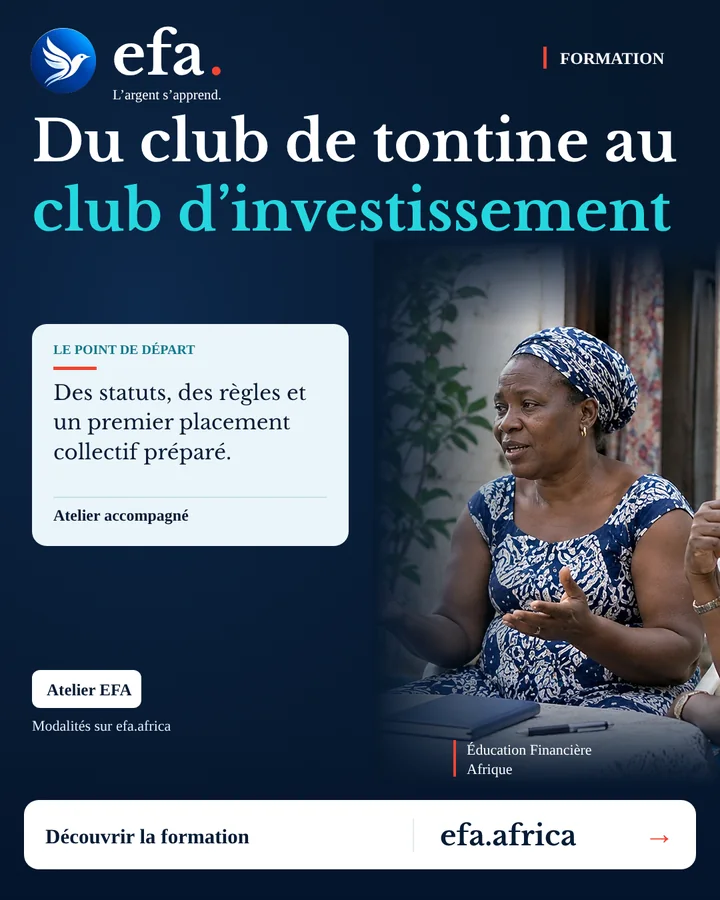 efa.
L’argent s’apprend.
FORMATION
Du club de tontine au
club d’investissement
LE POINT DE DÉPART
Des statuts, des règles et
un premier placement
collectif préparé.
Atelier accompagné
Atelier EFA
Modalités sur efa.africa
Éducation Financière
Afrique
Découvrir la formation
efa.africa →